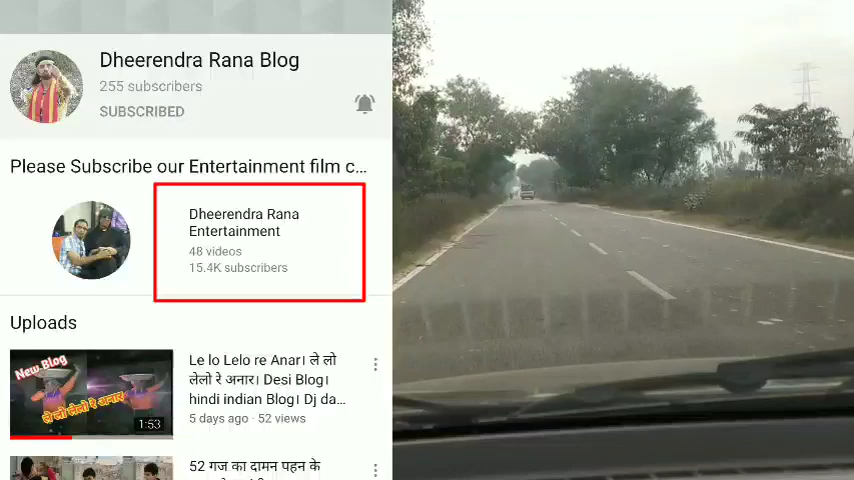 Dheerendra Rana Blog
255 subscribers
SUBSCRIBED
Please Subscribe our Entertainment film c...
Dheerendra Rana
Entertainment
48 videos
15.4K subscribers
Uploads
New Blog
ले लो लेलो रे अनार
1:53
Le lo Lelo re Anar। ले लो
लेलो रे अनार। Desi Blog।
hindi indian Blog। Dj da...
5 days ago · 52 views
52 गज का दामन पहन के